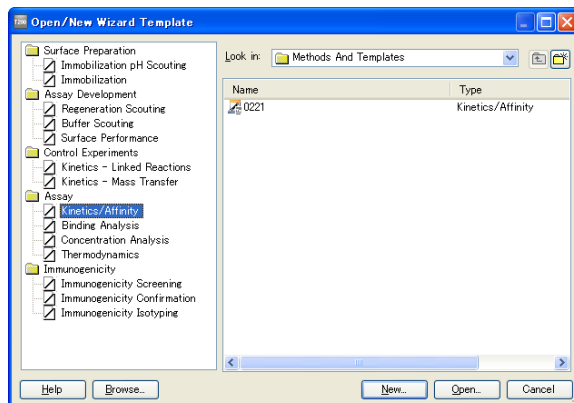 T200 Open/New Wizard Template
Surface Preparation
Immobilization pH Scouting
Immobilization
Assay Development
Regeneration Scouting
Buffer Scouting
Surface Performance
Control Experiments
Kinetics - Linked Reactions
Kinetics - Mass Transfer
Assay
Kinetics/Affinity
Binding Analysis
Concentration Analysis
Thermodynamics
Immunogenicity
Immunogenicity Screening
Immunogenicity Confirmation
Immunogenicity Isotyping
Look in: Methods And Templates
Name Type
0221 Kinetics/Affinity
Help Browse... New... Open... Cancel